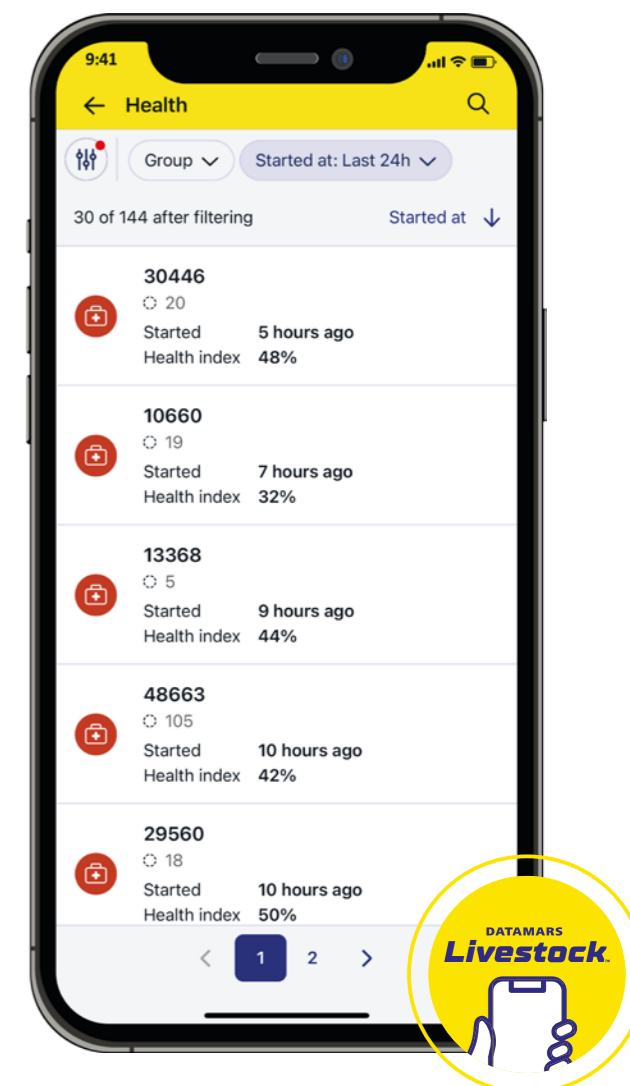 9:41
Health
Group
Started at: Last 24h
30 of 144 after filtering
Started at
30446
20
Started 5 hours ago
Health index 48%
10660
19
Started 7 hours ago
Health index 32%
13368
5
Started 9 hours ago
Health index 44%
48663
105
Started 10 hours ago
Health index 42%
29560
18
Started 10 hours ago
Health index 50%
1 2
DATAMARS
Livestock